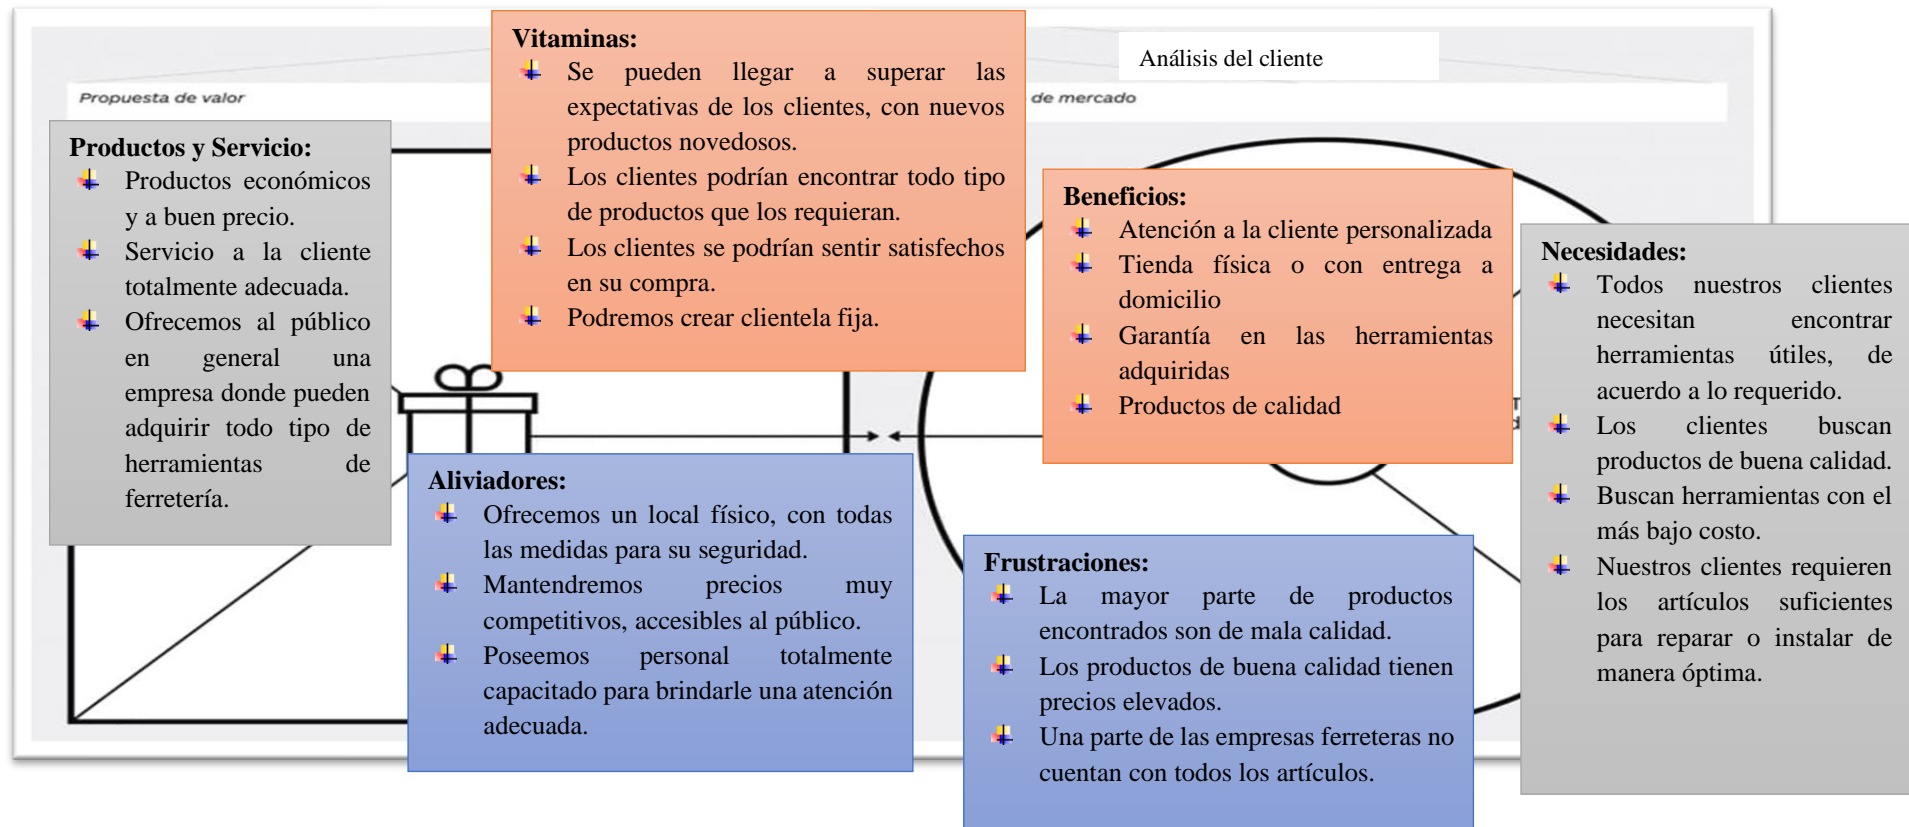 Análisis del cliente
Propuesta de valor
de mercado
Productos y Servicio:
Productos económicos
y a buen precio.
Servicio a la cliente
totalmente adecuada.
Ofrecemos al público
en general una
empresa donde pueden
adquirir todo tipo de
herramientas de
ferretería.
Vitaminas:
Se pueden llegar a superar las
expectativas de los clientes, con nuevos
productos novedosos.
Los clientes podrían encontrar todo tipo
de productos que los requieran.
Los clientes se podrían sentir satisfechos
en su compra.
Podremos crear clientela fija.
Aliviadores:
Ofrecemos un local físico, con todas
las medidas para su seguridad.
Mantendremos precios muy
competitivos, accesibles al público.
Poseemos personal totalmente
capacitado para brindarle una atención
adecuada.
Beneficios:
Atención a la cliente personalizada
Tienda física o con entrega a
domicilio
Garantía en las herramientas
adquiridas
Productos de calidad
Frustraciones:
La mayor parte de productos
encontrados son de mala calidad.
Los productos de buena calidad tienen
precios elevados.
Una parte de las empresas ferreteras no
cuentan con todos los artículos.
Necesidades:
Todos nuestros clientes
necesitan encontrar
herramientas útiles, de
acuerdo a lo requerido.
Los clientes buscan
productos de buena calidad.
Buscan herramientas con el
más bajo costo.
Nuestros clientes requieren
los artículos suficientes
para reparar o instalar de
manera óptima.